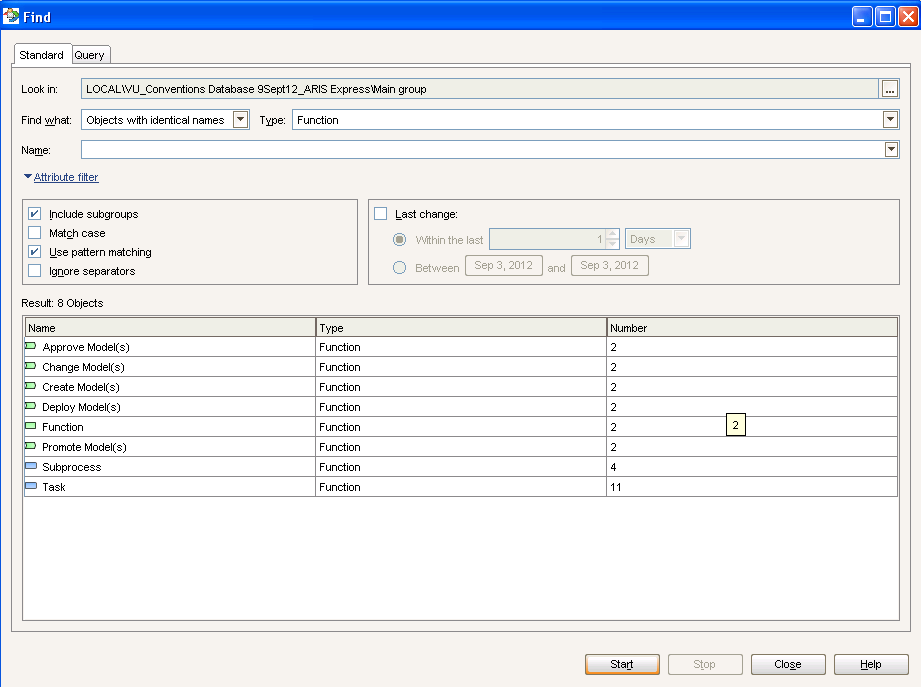 Find
Standard Query
Look in: LOCAL\VU_Conventions Database 9Sept12_ARIS Express\Main group ...
Find what: Objects with identical names Type: Function
Name:
Attribute filter
Include subgroups
Match case
Use pattern matching
Ignore separators
Last change:
Within the last 1 Days
Between Sep 3, 2012 and Sep 3, 2012
Result: 8 Objects
Name Type Number
Approve Model(s) Function 2
Change Model(s) Function 2
Create Model(s) Function 2
Deploy Model(s) Function 2
Function Function 2 2
Promote Model(s) Function 2
Subprocess Function 4
Task Function 11
Start Stop Close Help